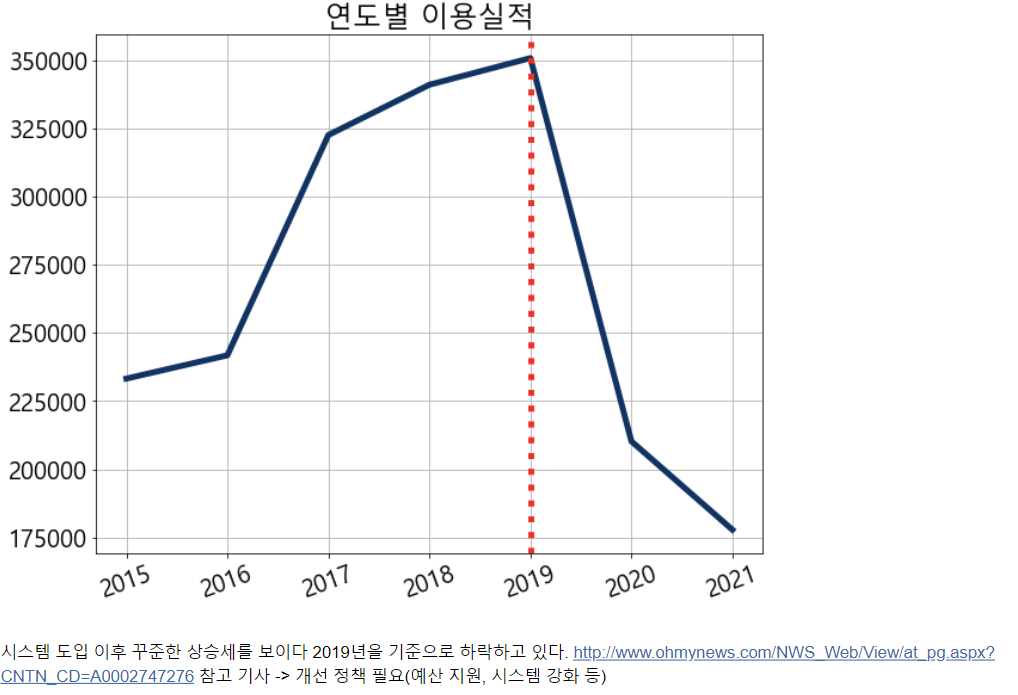 연도별 이용실적
350000
325000
300000
275000
250000
225000
200000
175000
2015 2016 2017 2018 2019 2020 2021
시스템 도입 이후 꾸준한 상승세를 보이다 2019년을 기준으로 하락하고 있다. http://www.ohmynews.com/NWS_Web/View/at_pg.aspx?
CNTN_CD=A0002747276 참고 기사 -> 개선 정책 필요(예산 지원, 시스템 강화 등)